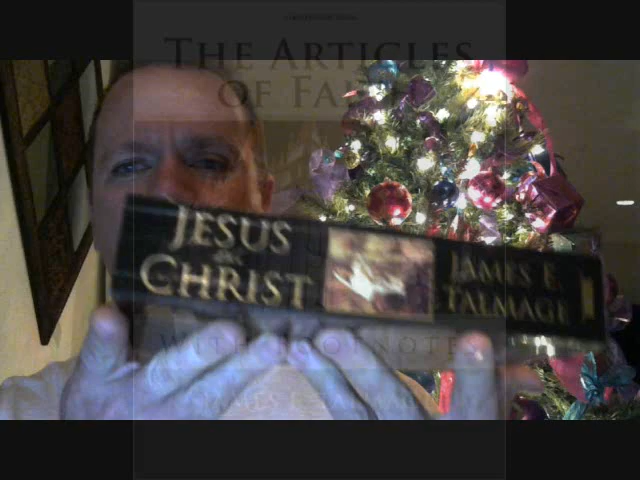 THE ARTICLES
OF FAITH
JESUS
THE
CHRIST
JAMES E.
TALMAGE
WITH FOOTNOTES
JAMES E. TALMAGE